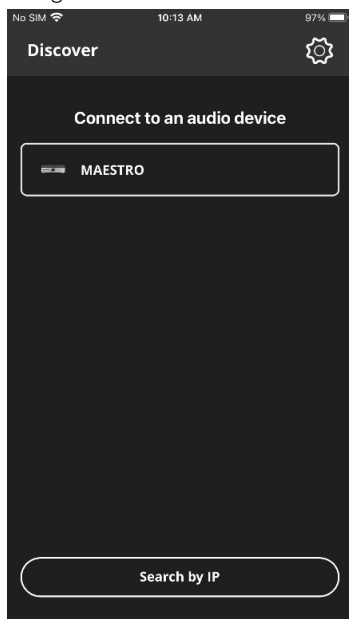 No SIM 10:13 AM 97%
Discover
Connect to an audio device
MAESTRO
Search by IP